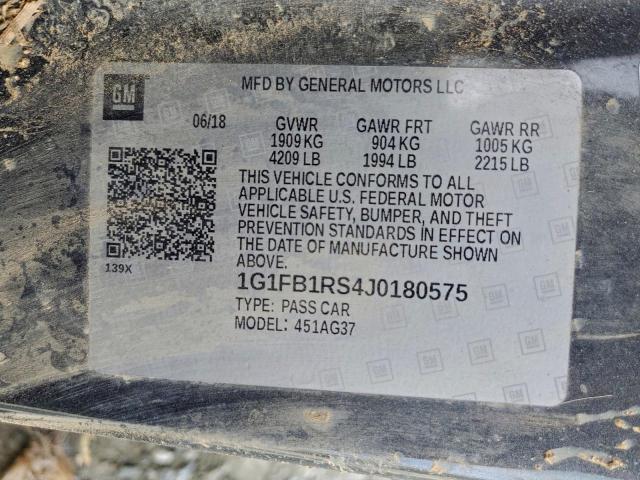 GM
MFD BY GENERAL MOTORS LLC
06/18 GVWR GAWR FRT GAWR RR
1909 KG 904 KG 1005 KG
4209 LB 1994 LB 2215 LB
THIS VEHICLE CONFORMS TO ALL
APPLICABLE U.S. FEDERAL MOTOR
VEHICLE SAFETY, BUMPER, AND THEFT
PREVENTION STANDARDS IN EFFECT ON
THE DATE OF MANUFACTURE SHOWN
ABOVE.
139X
1G1FB1RS4J0180575
TYPE: PASS CAR
MODEL: 451AG37